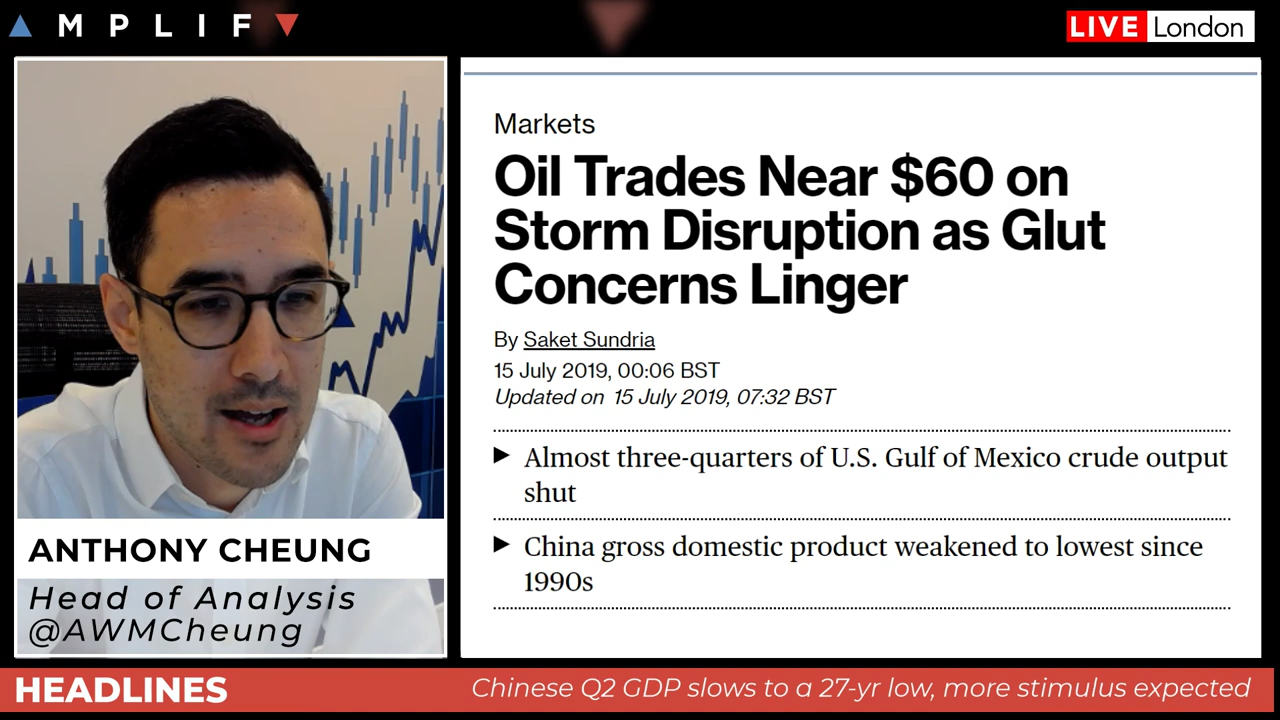 ▲MPLIF▼
LIVE London
Markets
Oil Trades Near $60 on
Storm Disruption as Glut
Concerns Linger
By Saket Sundria
15 July 2019, 00:06 BST
Updated on 15 July 2019, 07:32 BST
Almost three-quarters of U.S. Gulf of Mexico crude output
shut
China gross domestic product weakened to lowest since
1990s
ANTHONY CHEUNG
Head of Analysis
@AWMCheung
HEADLINES
Chinese Q2 GDP slows to a 27-yr low, more stimulus expected